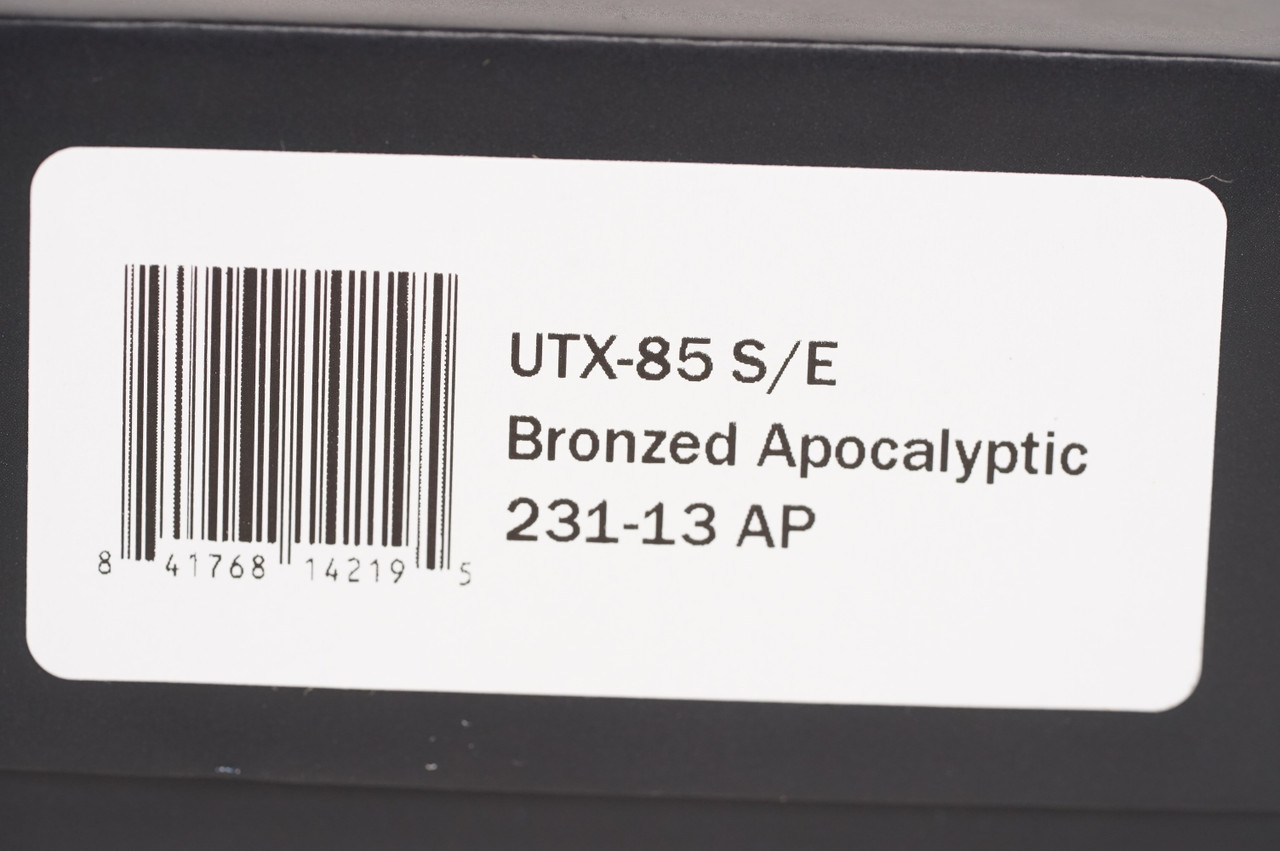 UTX-85 S/E
Bronzed Apocalyptic
231-13 AP
8 41768 14219 5